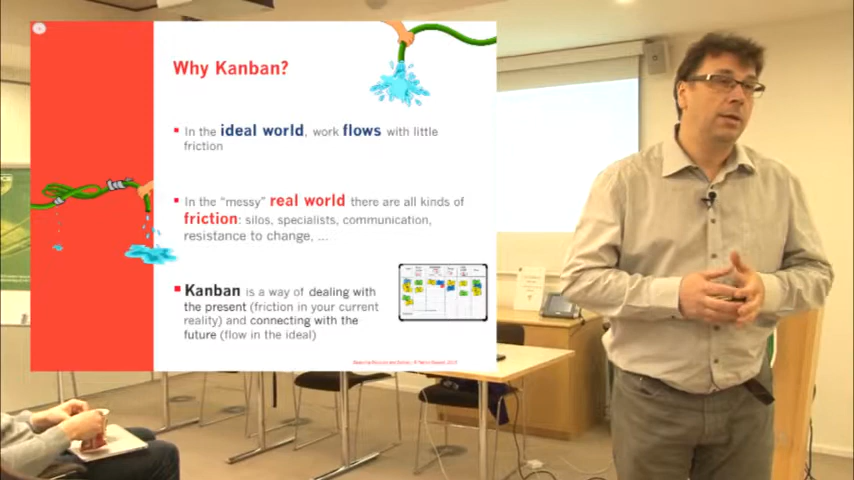 Why Kanban?
▪ In the ideal world, work flows with little
friction
▪ In the "messy" real world there are all kinds of
friction: silos, specialists, communication,
resistance to change, ...
▪ Kanban is a way of dealing with
the present (friction in your current
reality) and connecting with the
future (flow in the ideal)